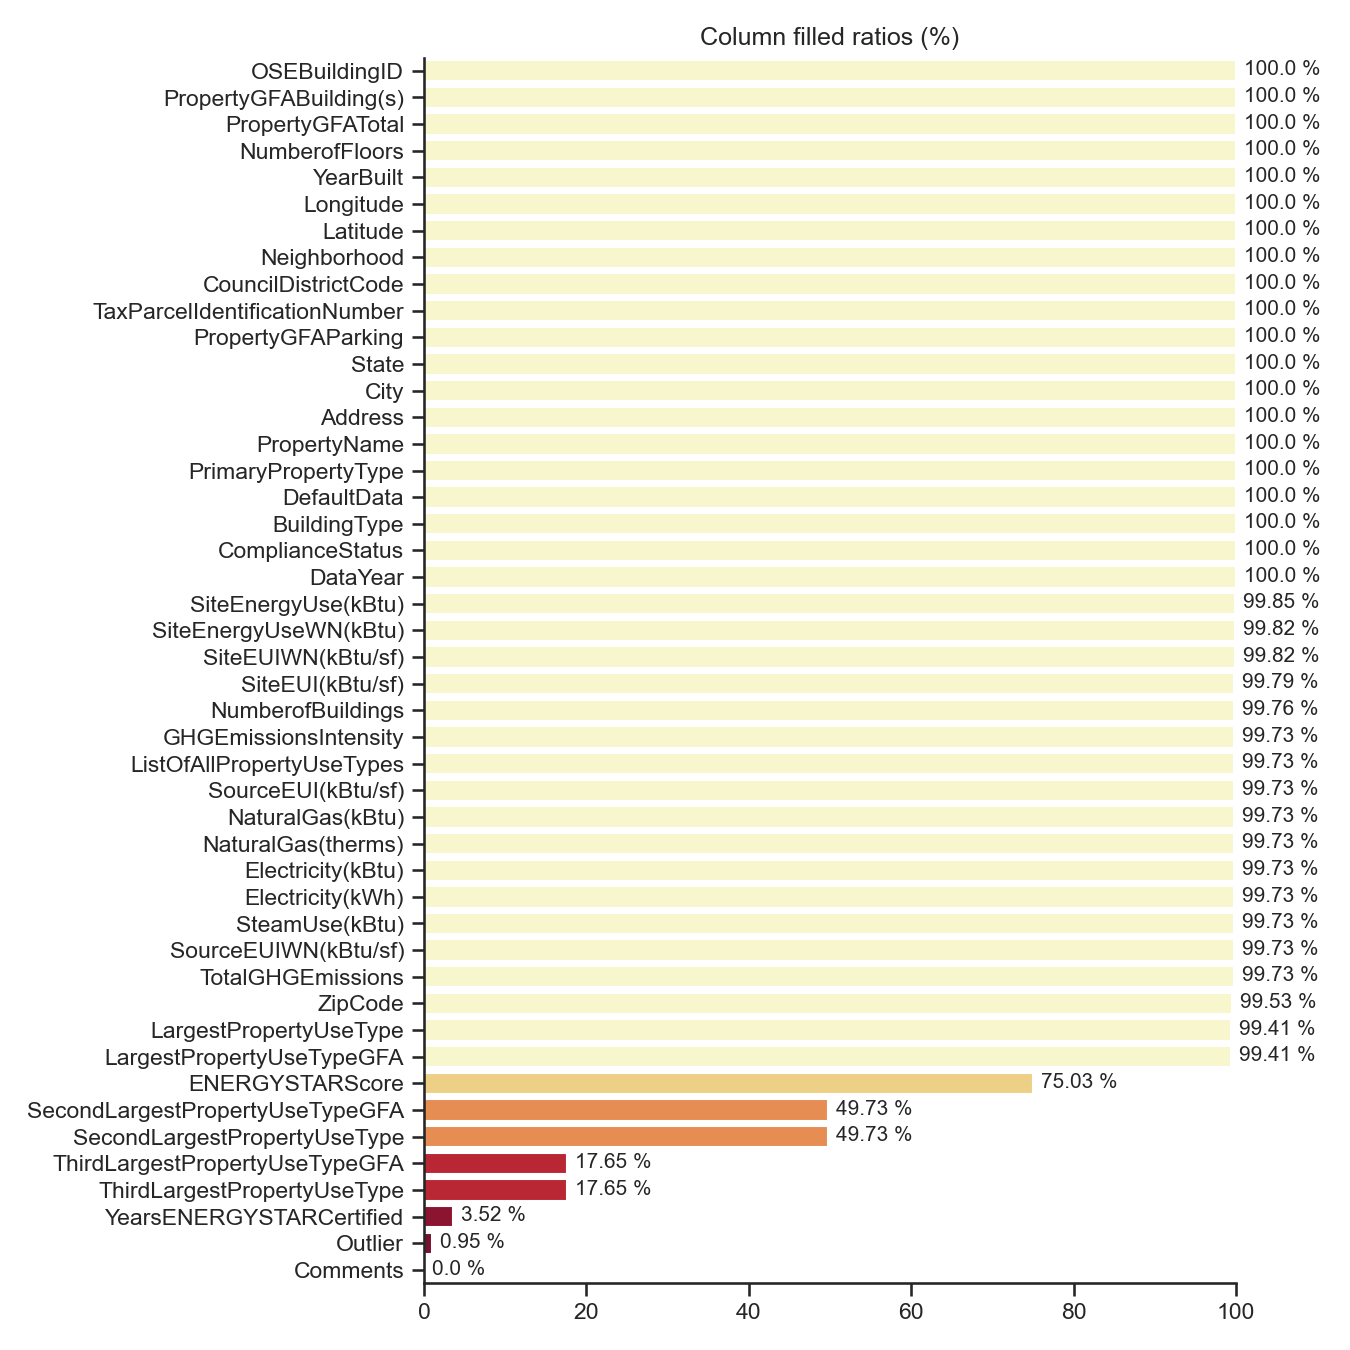 Column filled ratios (%)
OSEBuildingID 100.0 %
PropertyGFABuilding(s) 100.0 %
PropertyGFATotal 100.0 %
NumberofFloors 100.0 %
YearBuilt 100.0 %
Longitude 100.0 %
Latitude 100.0 %
Neighborhood 100.0 %
CouncilDistrictCode 100.0 %
TaxParcelIdentificationNumber 100.0 %
PropertyGFAParking 100.0 %
State 100.0 %
City 100.0 %
Address 100.0 %
PropertyName 100.0 %
PrimaryPropertyType 100.0 %
DefaultData 100.0 %
BuildingType 100.0 %
ComplianceStatus 100.0 %
DataYear 100.0 %
SiteEnergyUse(kBtu) 99.85 %
SiteEnergyUseWN(kBtu) 99.82 %
SiteEUIWN(kBtu/sf) 99.82 %
SiteEUI(kBtu/sf) 99.79 %
NumberofBuildings 99.76 %
GHGEmissionsIntensity 99.73 %
ListOfAllPropertyUseTypes 99.73 %
SourceEUI(kBtu/sf) 99.73 %
NaturalGas(kBtu) 99.73 %
NaturalGas(therms) 99.73 %
Electricity(kBtu) 99.73 %
Electricity(kWh) 99.73 %
SteamUse(kBtu) 99.73 %
SourceEUIWN(kBtu/sf) 99.73 %
TotalGHGEmissions 99.73 %
ZipCode 99.53 %
LargestPropertyUseType 99.41 %
LargestPropertyUseTypeGFA 99.41 %
ENERGYSTARScore 75.03 %
SecondLargestPropertyUseTypeGFA 49.73 %
SecondLargestPropertyUseType 49.73 %
ThirdLargestPropertyUseTypeGFA 17.65 %
ThirdLargestPropertyUseType 17.65 %
YearsENERGYSTARCertified 3.52 %
Outlier 0.95 %
Comments 0.0 %
0 20 40 60 80 100